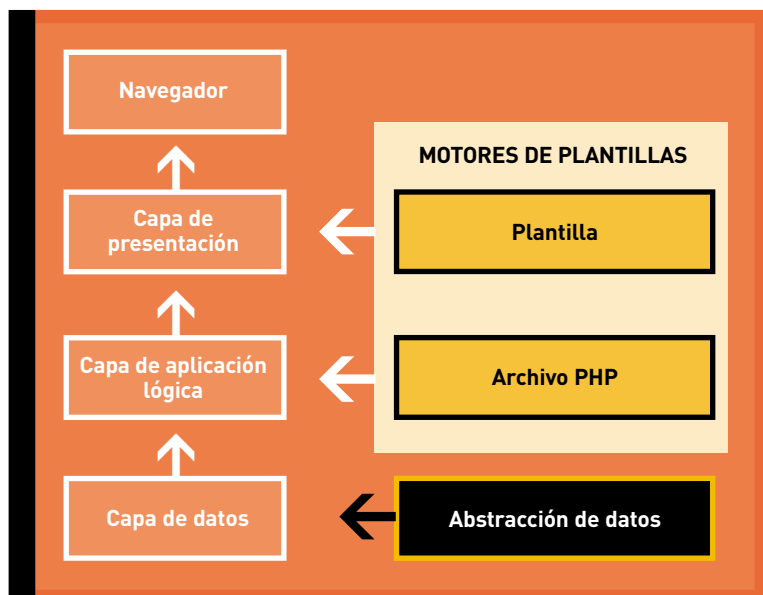 Navegador
MOTORES DE PLANTILLAS
Capa de
presentación
Plantilla
Capa de aplicación
lógica
Archivo PHP
Capa de datos
Abstracción de datos